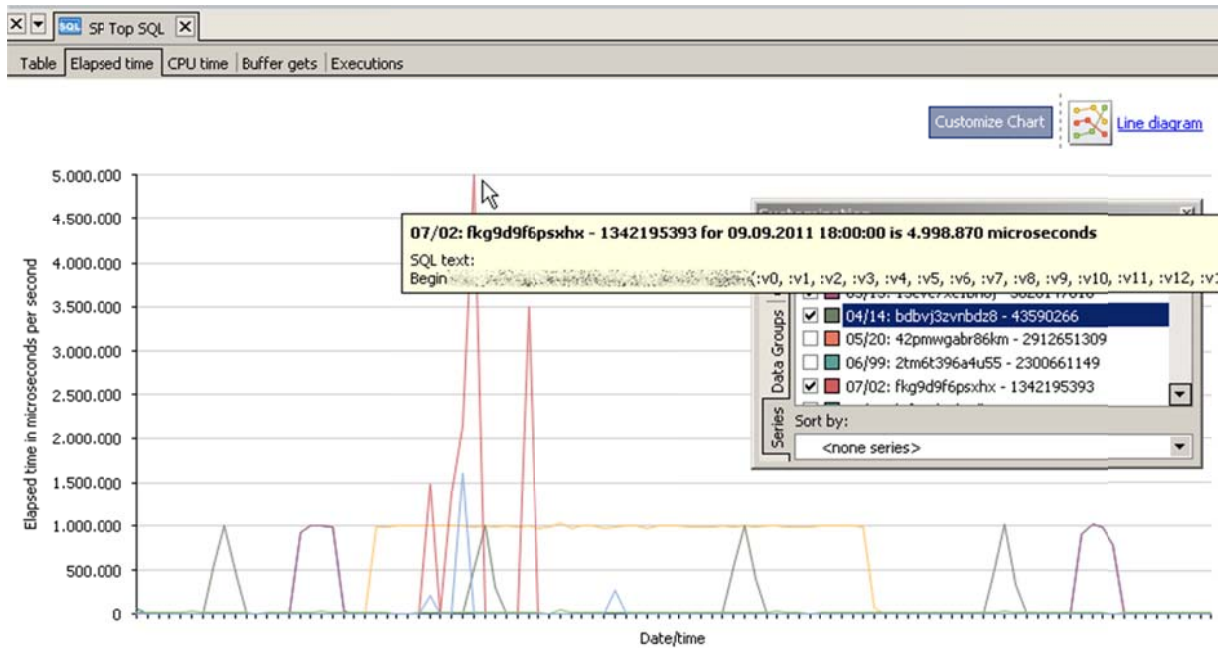 SP Top SQL
Table Elapsed time CPU time Buffer gets Executions
Customize Chart Line diagram
5.000.000
4.500.000
4.000.000
3.500.000
3.000.000
2.500.000
2.000.000
1.500.000
1.000.000
500.000
0
Elapsed time in microseconds per second
Date/time
07/02: fkg9d9f6psxhx - 1342195393 for 09.09.2011 18:00:00 is 4.998.870 microseconds
SQL text:
Begin (:v0, :v1, :v2, :v3, :v4, :v5, :v6, :v7, :v8, :v9, :v10, :v11, :v12,
04/14: bdbvj3zvnbdz8 - 43590266
05/20: 42pmwgabr86km - 2912651309
06/99: 2tm6t396a4u55 - 2300661149
07/02: fkg9d9f6psxhx - 1342195393
Series Data Groups
Sort by:
<none series>